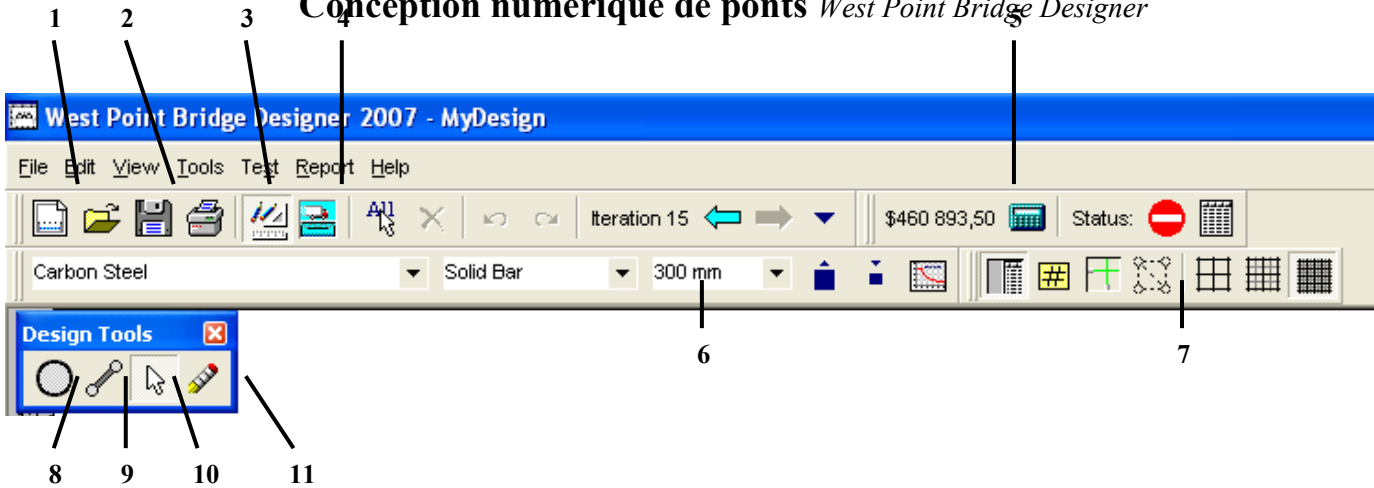 Conception numérique de ponts West Point Bridge Designer
1 2 3 4 5
West Point Bridge Designer 2007 - MyDesign
File Edit View Tools Test Report Help
All Iteration 15 $460 893,50 Status:
Carbon Steel Solid Bar 300 mm #
Design Tools
6 7
8 9 10 11